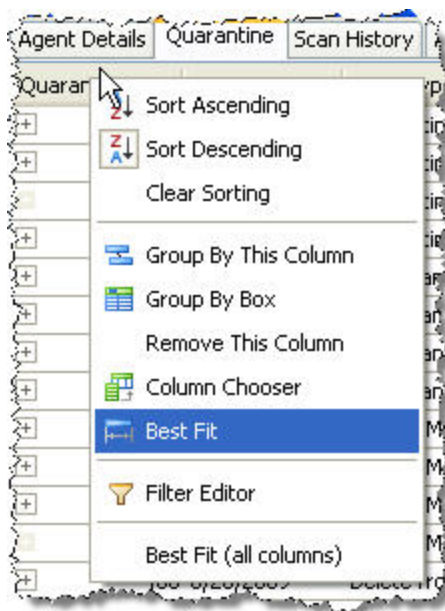 Agent Details Quarantine Scan History
Quaran
Sort Ascending
Sort Descending
Clear Sorting
Group By This Column
Group By Box
Remove This Column
Column Chooser
Best Fit
Filter Editor
Best Fit (all columns)